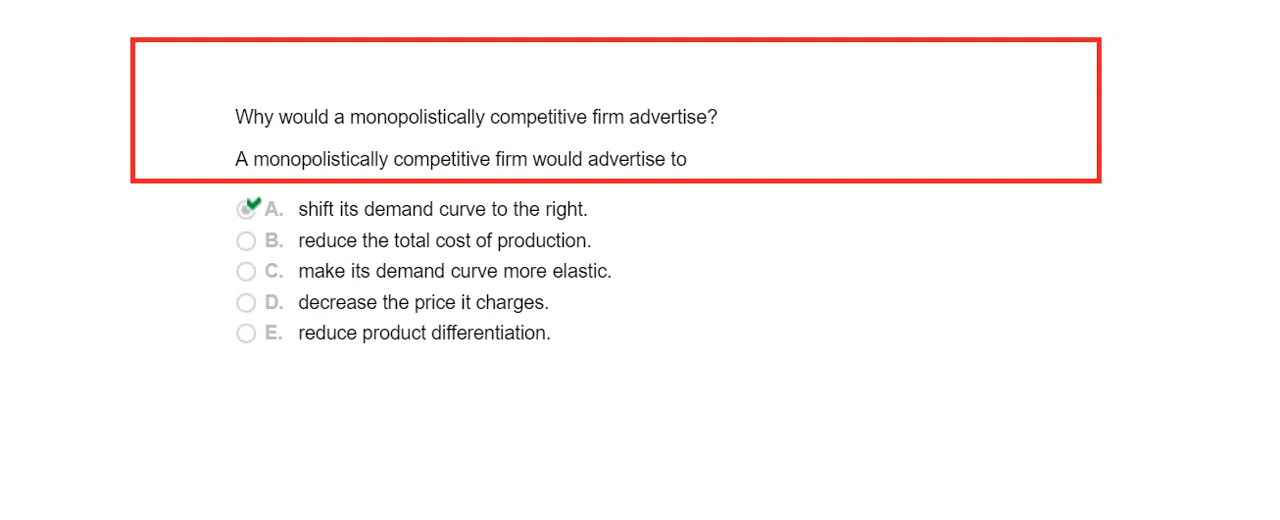 Why would a monopolistically competitive firm advertise?
A monopolistically competitive firm would advertise to
A. shift its demand curve to the right.
B. reduce the total cost of production.
C. make its demand curve more elastic.
D. decrease the price it charges.
E. reduce product differentiation.